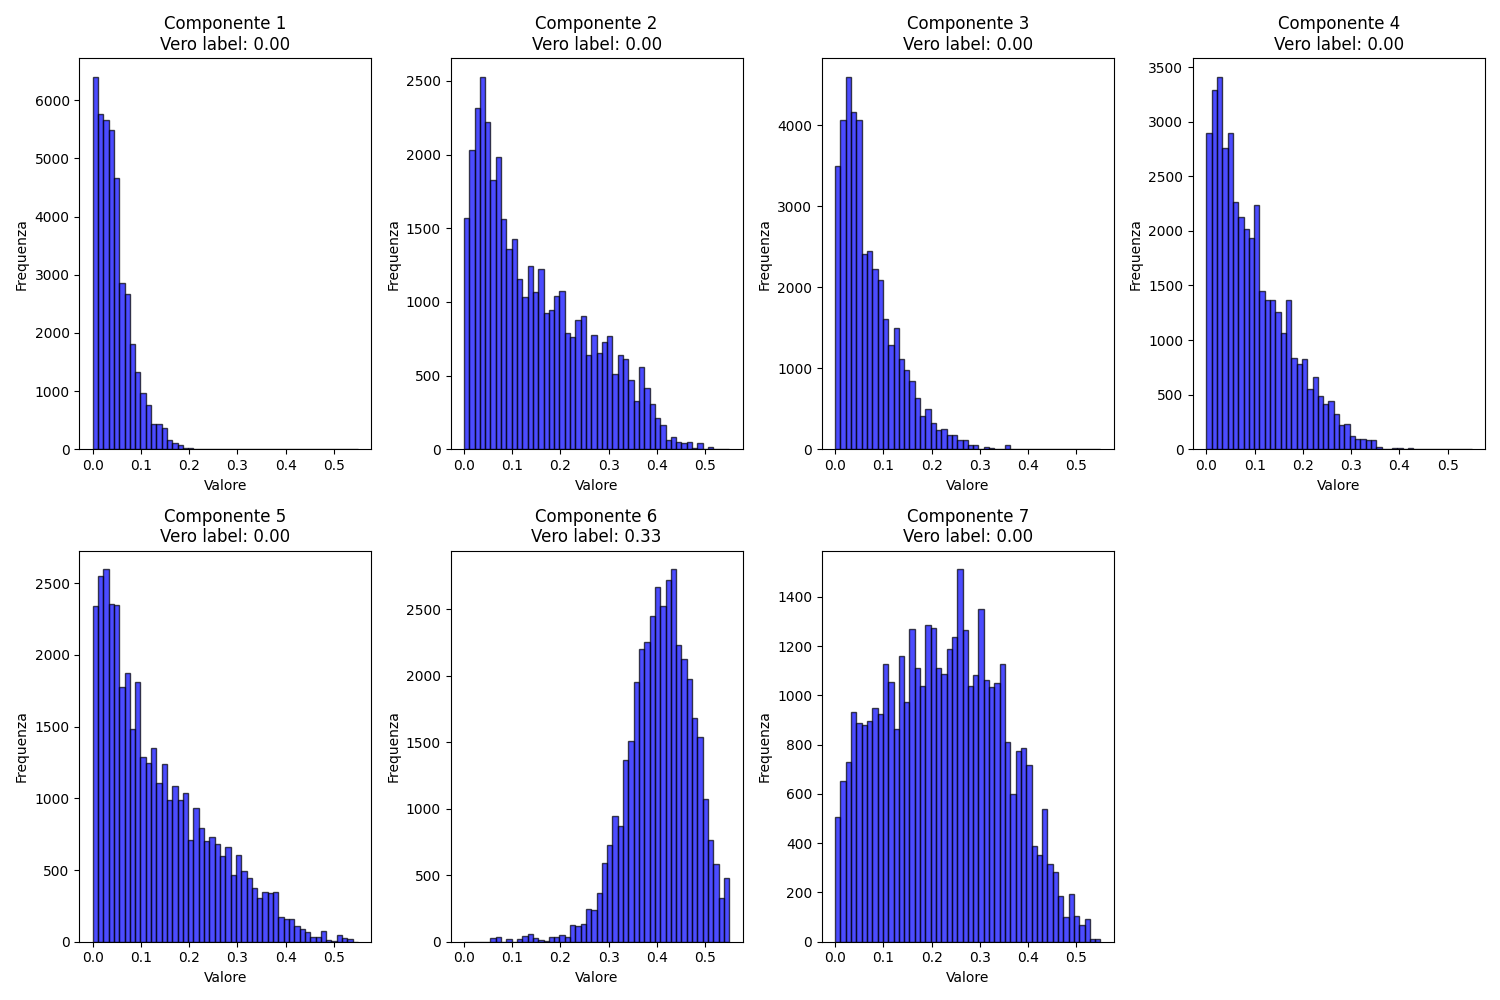 Componente 1
Vero label: 0.00
Frequenza
6000
5000
4000
3000
2000
1000
0
0.0 0.1 0.2 0.3 0.4 0.5
Valore
Componente 2
Vero label: 0.00
Frequenza
2500
2000
1500
1000
500
0
0.0 0.1 0.2 0.3 0.4 0.5
Valore
Componente 3
Vero label: 0.00
Frequenza
4000
3000
2000
1000
0
0.0 0.1 0.2 0.3 0.4 0.5
Valore
Componente 4
Vero label: 0.00
Frequenza
3500
3000
2500
2000
1500
1000
500
0
0.0 0.1 0.2 0.3 0.4 0.5
Valore
Componente 5
Vero label: 0.00
Frequenza
2500
2000
1500
1000
500
0
0.0 0.1 0.2 0.3 0.4 0.5
Valore
Componente 6
Vero label: 0.33
Frequenza
2500
2000
1500
1000
500
0
0.0 0.1 0.2 0.3 0.4 0.5
Valore
Componente 7
Vero label: 0.00
Frequenza
1400
1200
1000
800
600
400
200
0
0.0 0.1 0.2 0.3 0.4 0.5
Valore